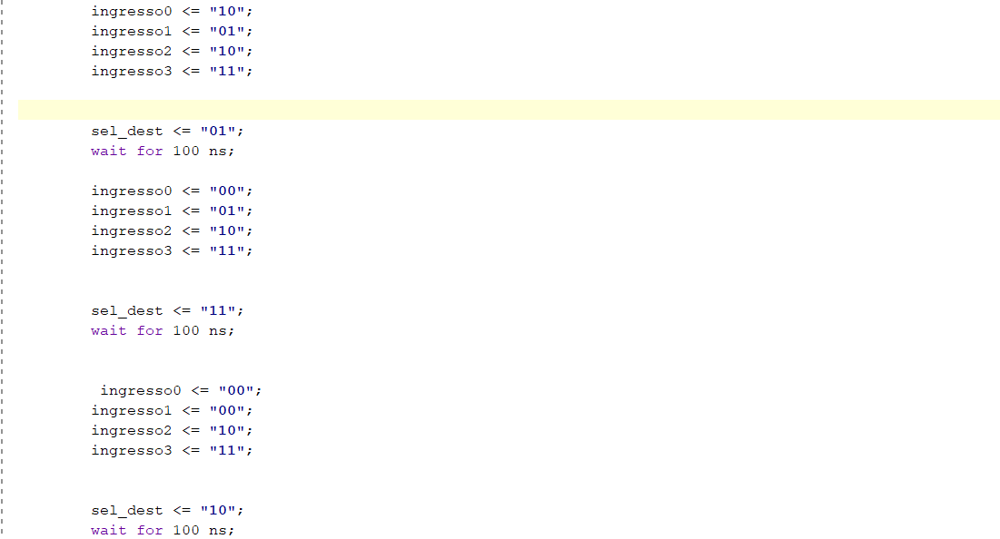 ingresso0 <= "10";
ingresso1 <= "01";
ingresso2 <= "10";
ingresso3 <= "11";
sel_dest <= "01";
wait for 100 ns;
ingresso0 <= "00";
ingresso1 <= "01";
ingresso2 <= "10";
ingresso3 <= "11";
sel_dest <= "11";
wait for 100 ns;
ingresso0 <= "00";
ingresso1 <= "00";
ingresso2 <= "10";
ingresso3 <= "11";
sel_dest <= "10";
wait for 100 ns;